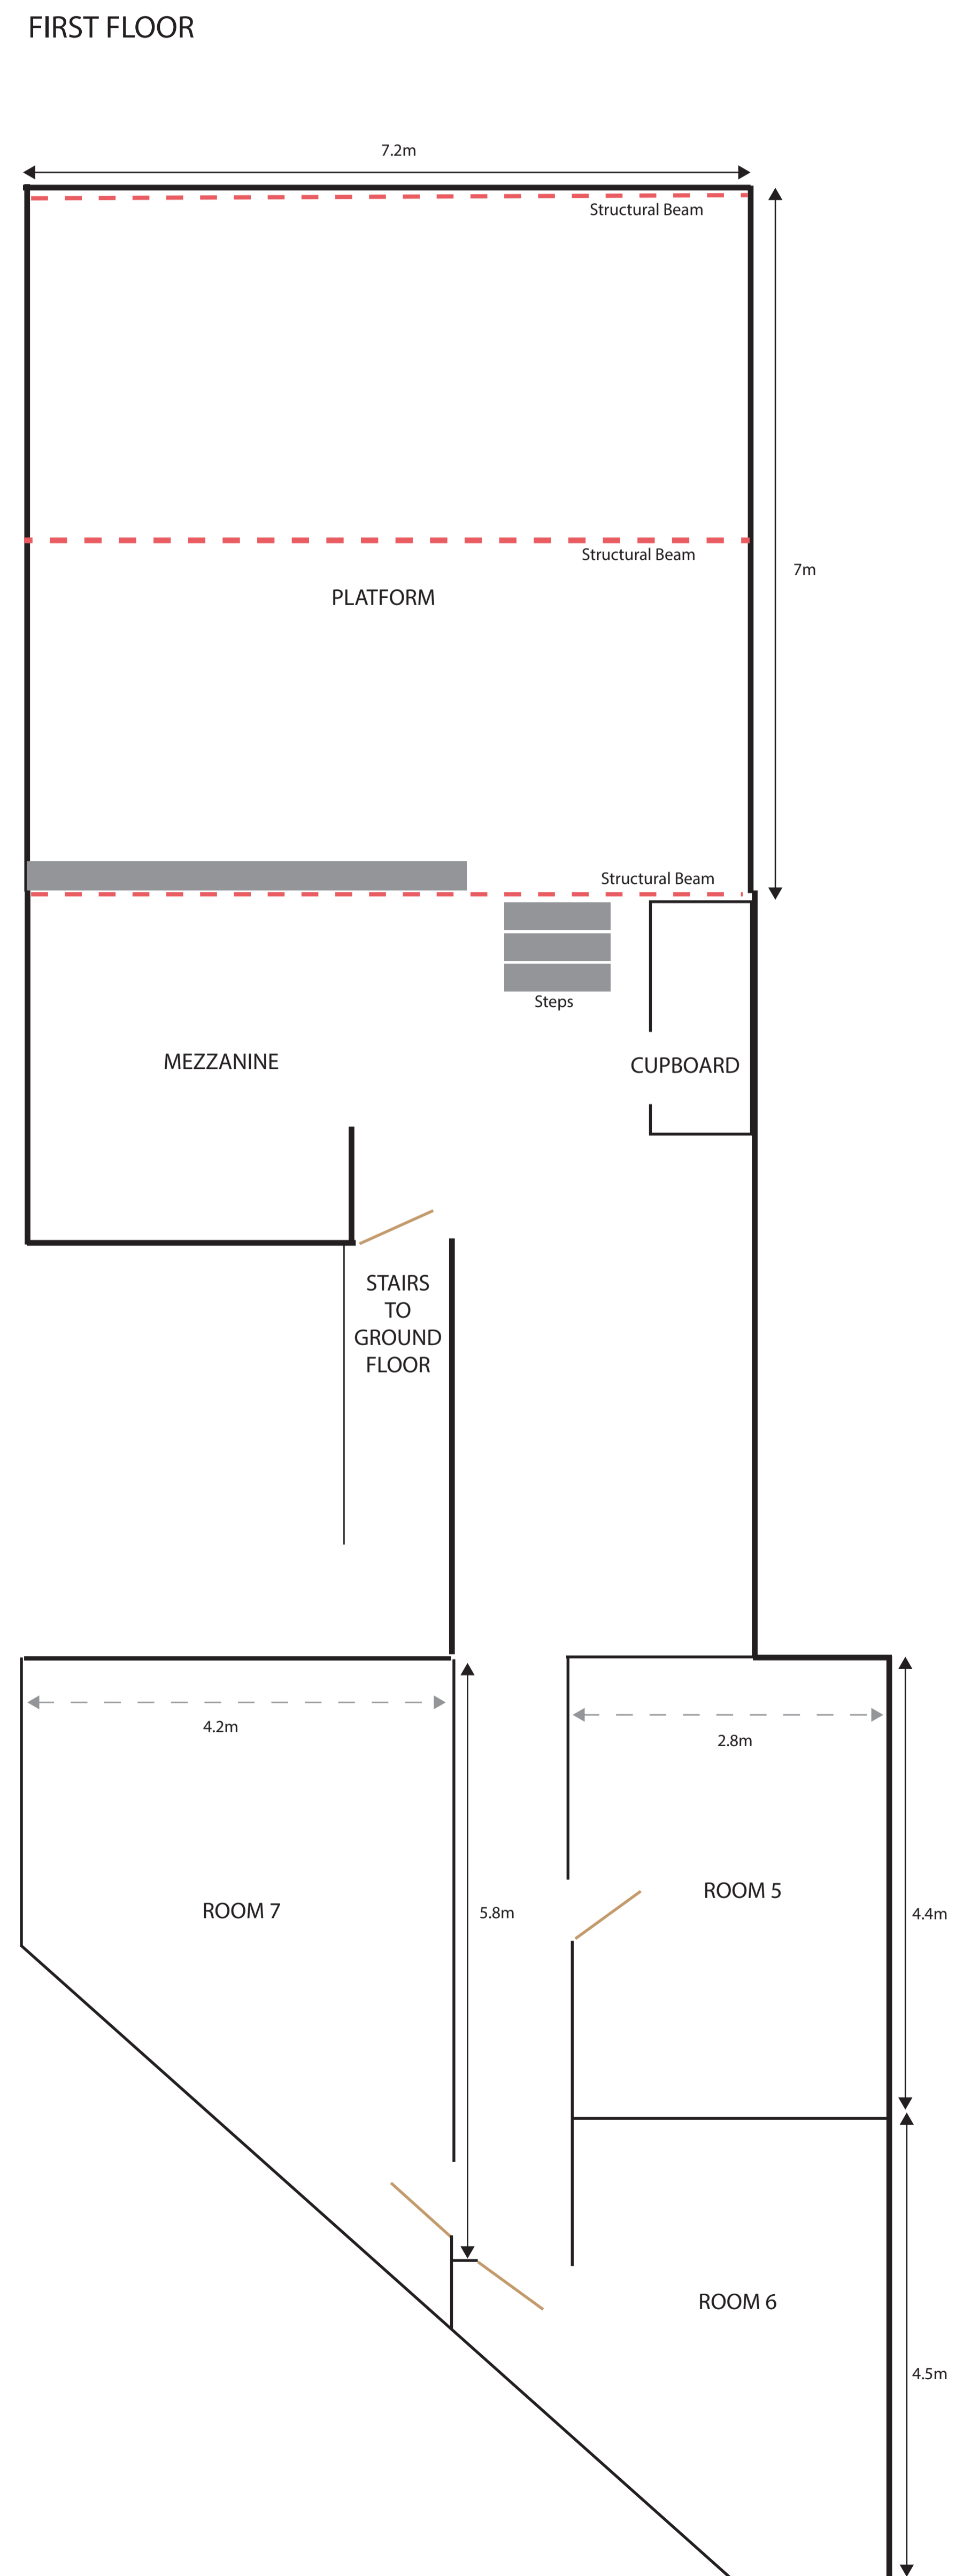 FIRST FLOOR
7.2m
Structural Beam
Structural Beam
7m
PLATFORM
Structural Beam
Steps
MEZZANINE
CUPBOARD
STAIRS
TO
GROUND
FLOOR
4.2m
2.8m
ROOM 5
ROOM 7
5.8m
4.4m
ROOM 6
4.5m